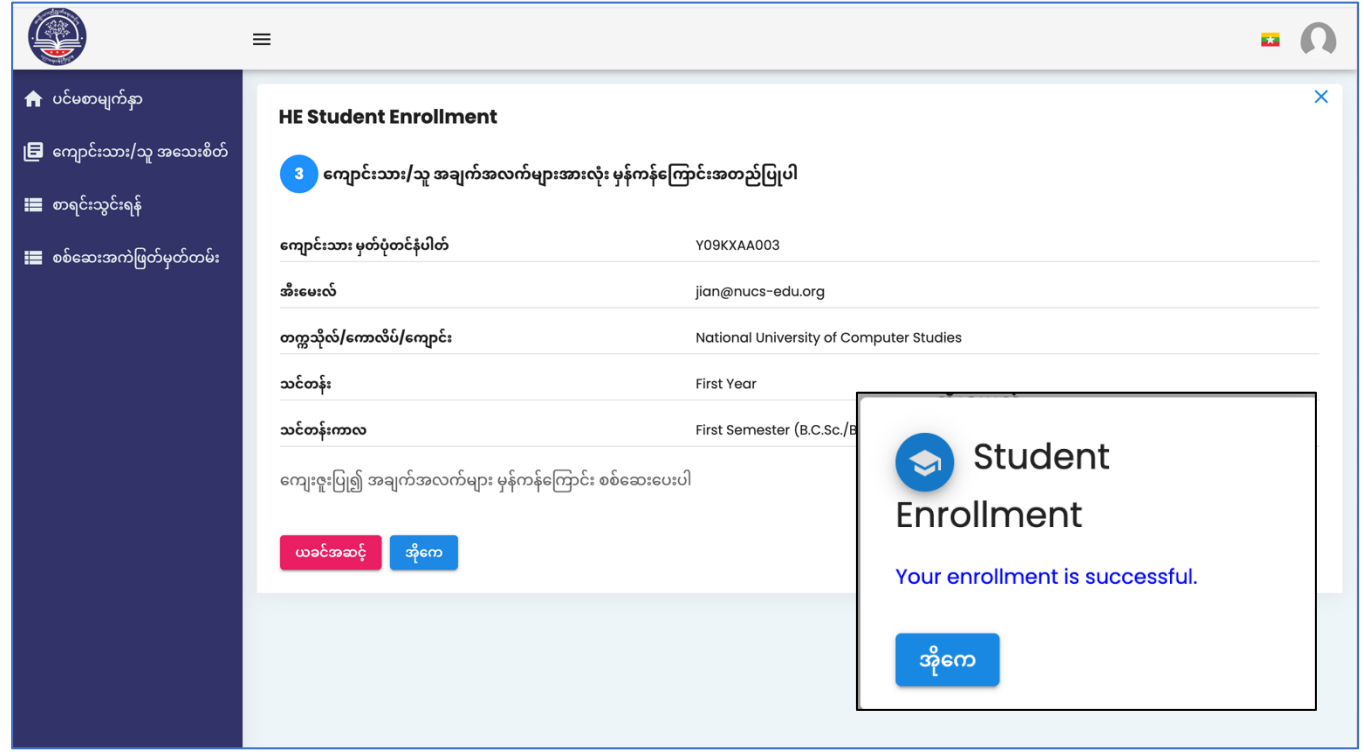 ပင်မစာမျက်နှာ
ကျောင်းသား/သူ အသေးစိတ်
စာရင်းသွင်းရန်
စစ်ဆေးအကဲဖြတ်မှတ်တမ်း
HE Student Enrollment
3 ကျောင်းသား/သူ အချက်အလက်များအားလုံး မှန်ကန်ကြောင်းအတည်ပြုပါ
ကျောင်းသား မှတ်ပုံတင်နံပါတ် Y09KXAA003
အီးမေးလ် jian@nucs-edu.org
တက္ကသိုလ်/ကောလိပ်/ကျောင်း National University of Computer Studies
သင်တန်း First Year
သင်တန်းကာလ First Semester (B.C.Sc./B
ကျေးဇူးပြု၍ အချက်အလက်များ မှန်ကန်ကြောင်း စစ်ဆေးပေးပါ
ယခင်အဆင့် အိုကေ
Student
Enrollment
Your enrollment is successful.
အိုကေ